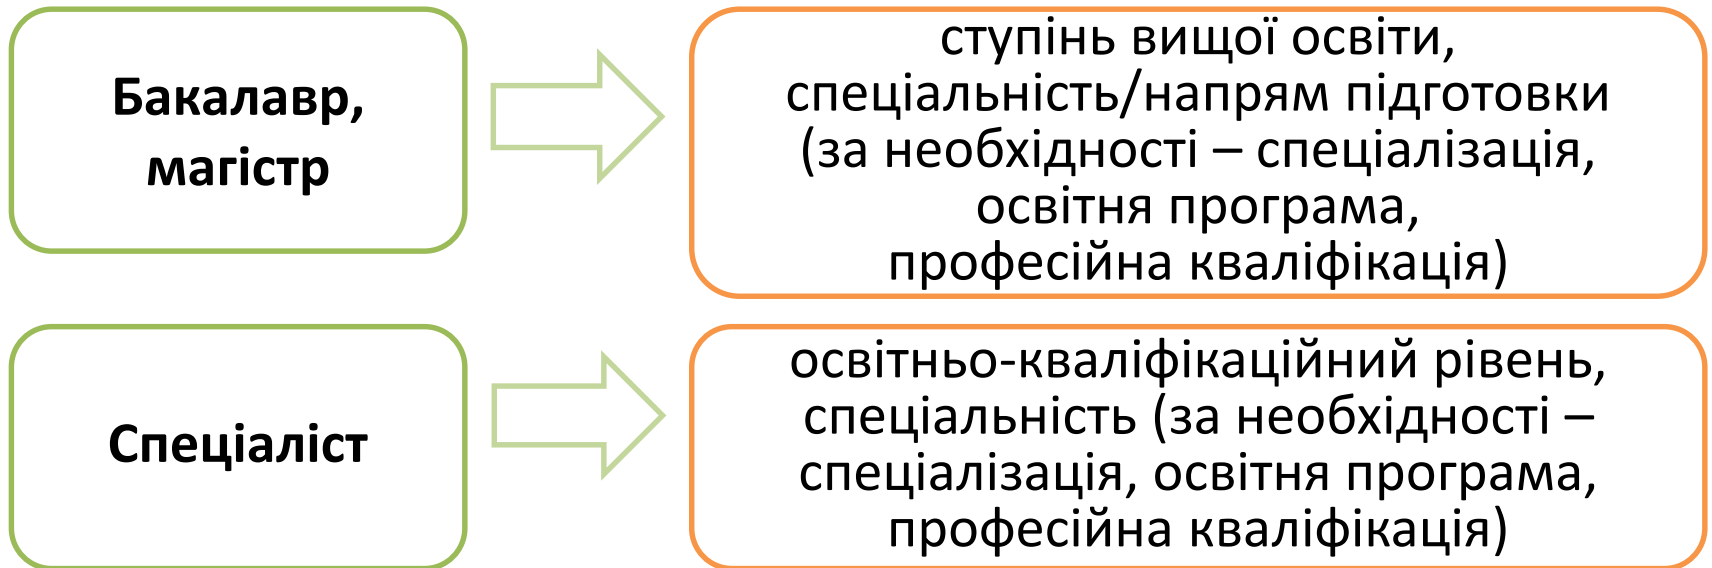 Бакалавр,
магістр
ступінь вищої освіти,
спеціальність/напрям підготовки
(за необхідності – спеціалізація,
освітня програма,
професійна кваліфікація)
Спеціаліст
освітньо-кваліфікаційний рівень,
спеціальність (за необхідності –
спеціалізація, освітня програма,
професійна кваліфікація)